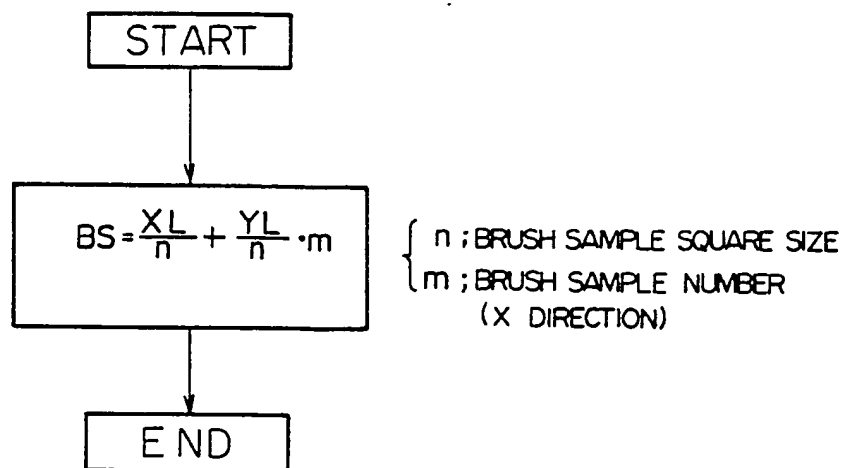 START
BS = XL/n + YL/n · m
n ; BRUSH SAMPLE SQUARE SIZE
m ; BRUSH SAMPLE NUMBER
(X DIRECTION)
END